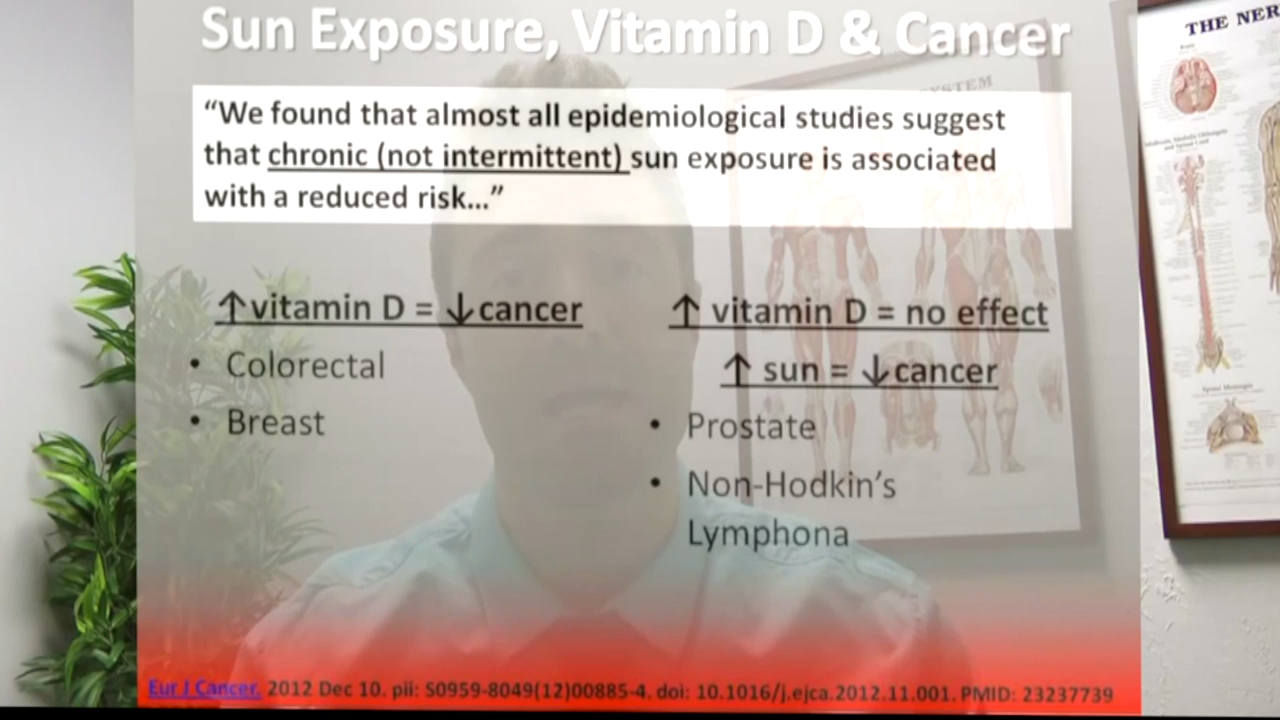 Sun Exposure, Vitamin D & Cancer
“We found that almost all epidemiological studies suggest
that chronic (not intermittent) sun exposure is associated
with a reduced risk...”
↑vitamin D = ↓cancer
• Colorectal
• Breast
↑ vitamin D = no effect
↑ sun = ↓cancer
• Prostate
• Non-Hodkin’s
Lymphona
Eur J Cancer. 2012 Dec 10. pii: S0959-8049(12)00885-4. doi: 10.1016/j.ejca.2012.11.001. PMID: 23237739
THE NER
Brain
Spinal Meninges